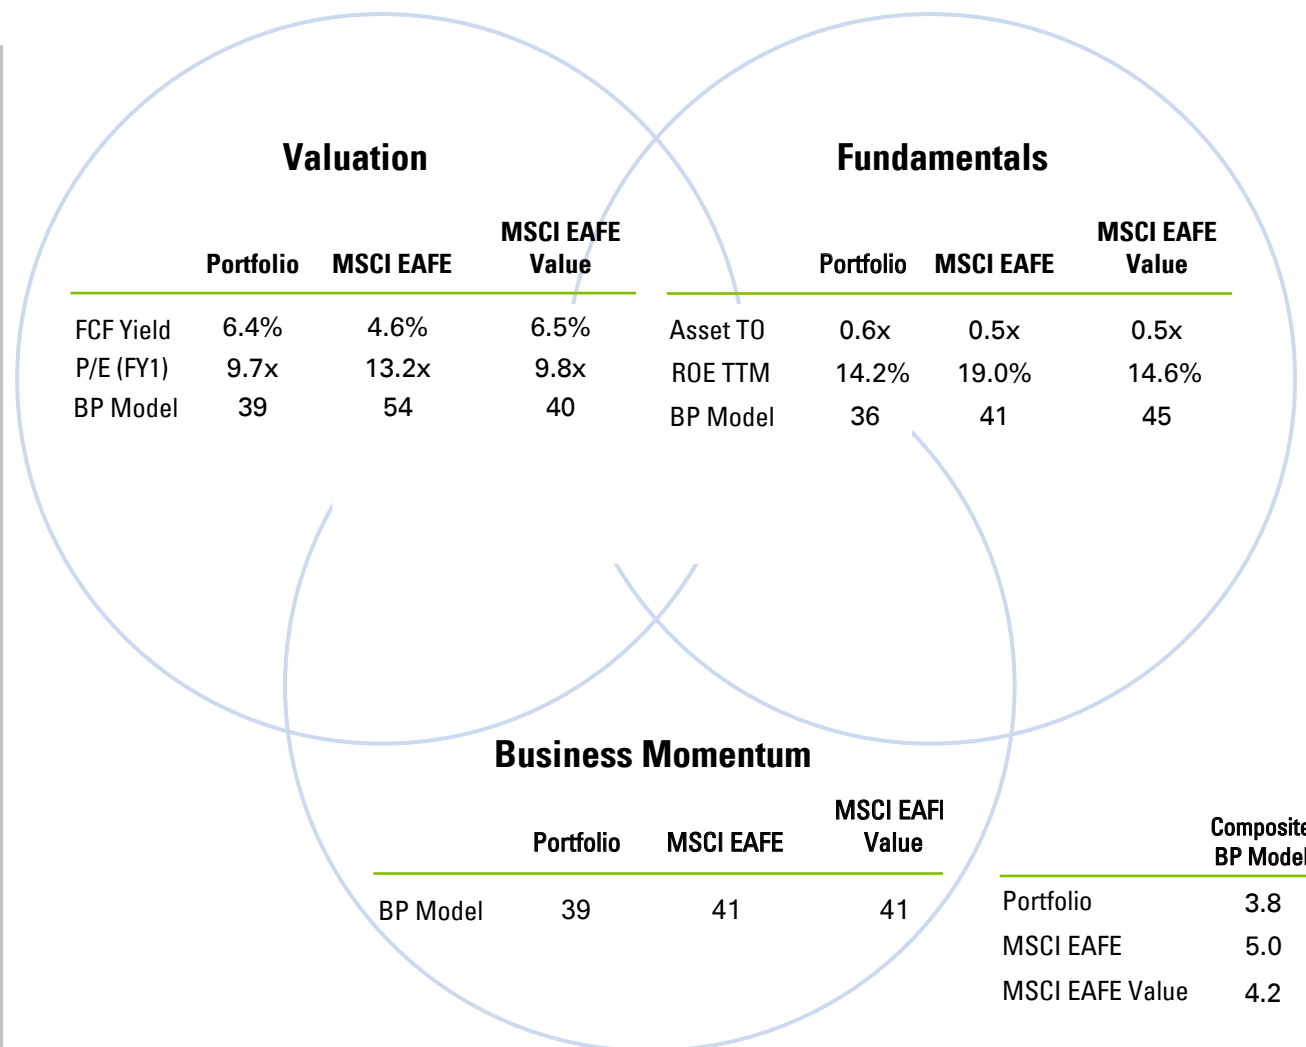 Valuation
Portfolio MSCI EAFE MSCI EAFE Value
FCF Yield 6.4% 4.6% 6.5%
P/E (FY1) 9.7x 13.2x 9.8x
BP Model 39 54 40
Fundamentals
Portfolio MSCI EAFE MSCI EAFE Value
Asset TO 0.6x 0.5x 0.5x
ROE TTM 14.2% 19.0% 14.6%
BP Model 36 41 45
Business Momentum
Portfolio MSCI EAFE MSCI EAF Value
BP Model 39 41 41
Composite
BP Model
Portfolio 3.8
MSCI EAFE 5.0
MSCI EAFE Value 4.2